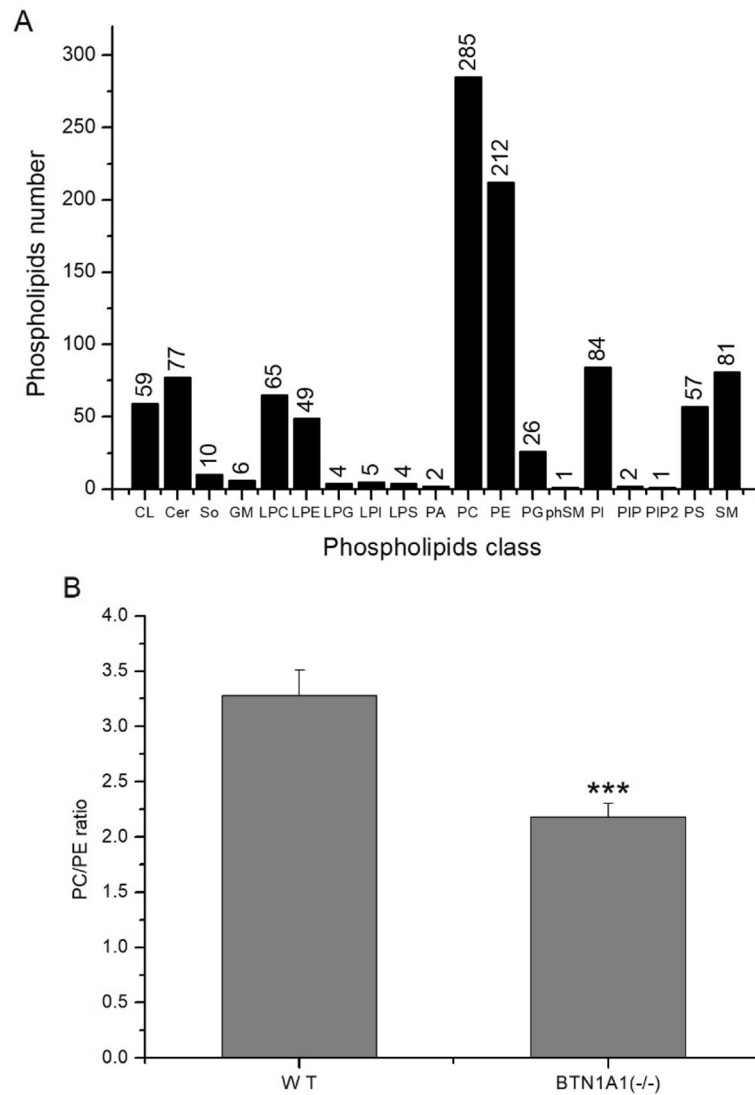 A
300
250
200
150
100
50
0
Phospholipids number
59 77 10 6 65 49 4 5 4 2 285 212 26 1 84 2 1 57 81
CL Cer So GM LPC LPE LPG LPI LPS PA PC PE PG phSM PI PIP PIP2 PS SM
Phospholipids class
B
4.0
3.5
3.0
2.5
2.0
1.5
1.0
0.5
0.0
PC/PE ratio
***
W T BTN1A1(-/-)